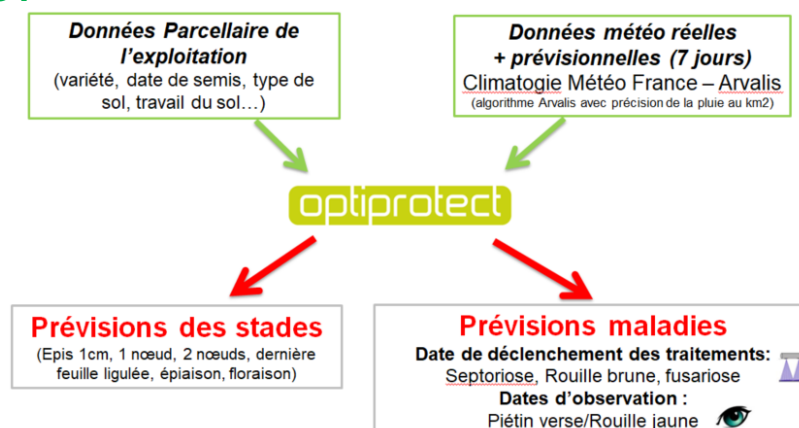 Données Parcellaire de
l'exploitation
(variété, date de semis, type de
sol, travail du sol…)
Données météo réelles
+ prévisionnelles (7 jours)
Climatogie Météo France – Arvalis
(algorithme Arvalis avec précision de la pluie au km2)
optiprotect
Prévisions des stades
(Epis 1cm, 1 nœud, 2 nœuds, dernière
feuille ligulée, épiaison, floraison)
Prévisions maladies
Date de déclenchement des traitements:
Septoriose, Rouille brune, fusariose
Dates d'observation :
Piétin verse/Rouille jaune